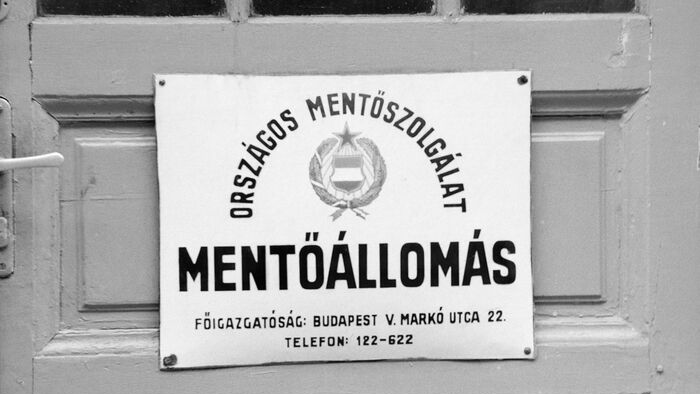 ORSZÁGOS MENTŐSZOLGÁLAT
MENTŐÁLLOMÁS
FŐIGAZGATÓSÁG: BUDAPEST V. MARKÓ UTCA 22.
TELEFON: 122-622